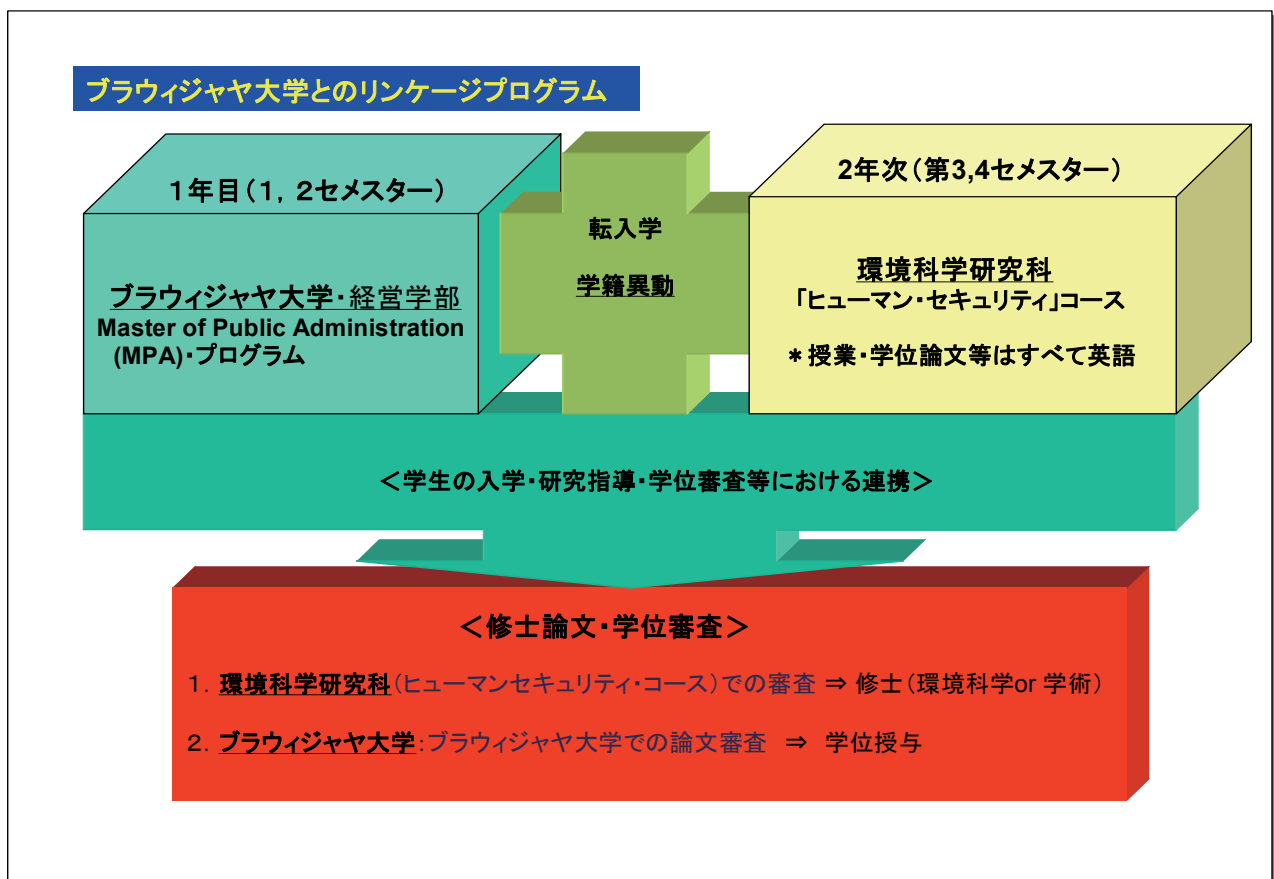 ブラウィジャヤ大学とのリンケージプログラム
1年目(1, 2セメスター)
ブラウィジャヤ大学・経営学部
Master of Public Administration
(MPA)・プログラム
転入学
学籍異動
2年次(第3,4セメスター)
環境科学研究科
「ヒューマン・セキュリティ」コース
＊授業・学位論文等はすべて英語
＜学生の入学・研究指導・学位審査等における連携＞
＜修士論文・学位審査＞
1. 環境科学研究科(ヒューマンセキュリティ・コース)での審査 ⇒ 修士(環境科学or 学術)
2. ブラウィジャヤ大学:ブラウィジャヤ大学での論文審査 ⇒ 学位授与